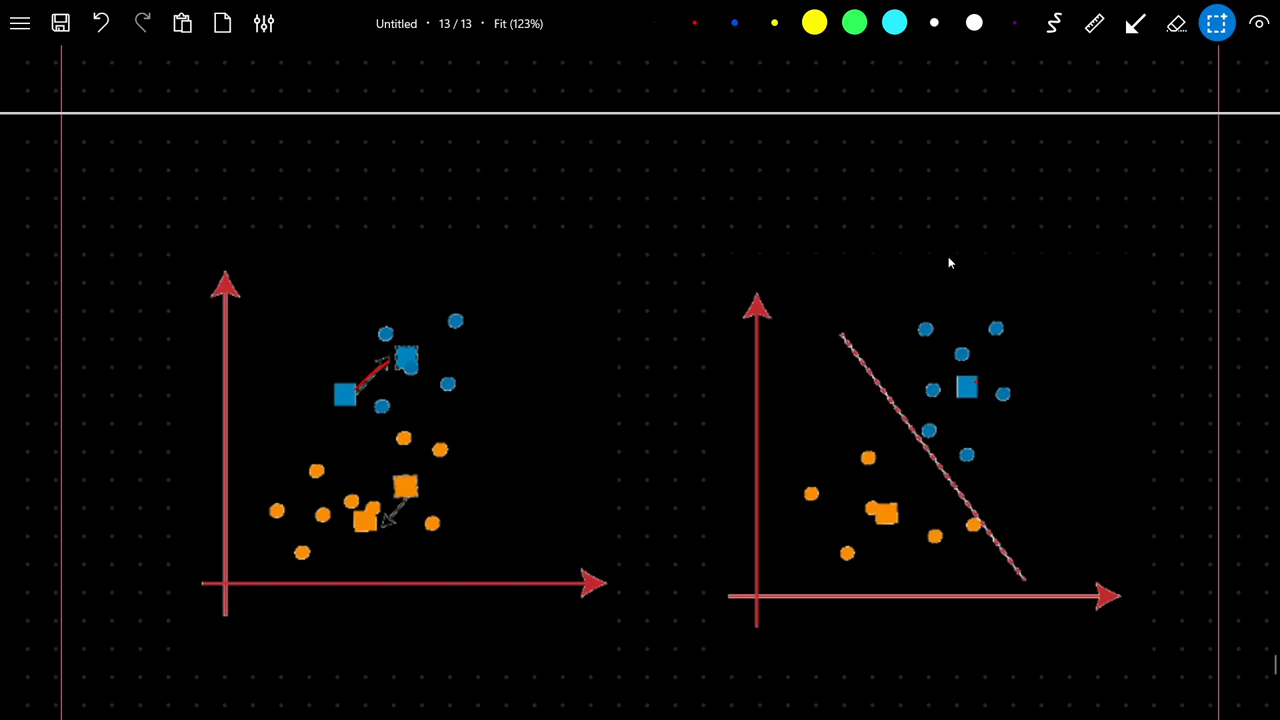 Untitled • 13 / 13 • Fit (123%)